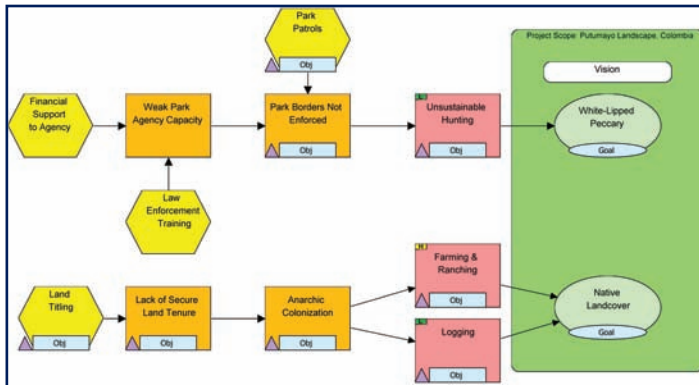 Project Scope: Putumayo Landscape, Colombia
Vision
Park
Patrols
Obj
Financial
Support
to Agency
Weak Park
Agency Capacity
Park Borders Not
Enforced
Obj
L
Unsustainable
Hunting
Obj
White-Lipped
Peccary
Goal
Law
Enforcement
Training
Land
Titling
Obj
Lack of Secure
Land Tenure
Obj
Anarchic
Colonization
Obj
H
Farming &
Ranching
Obj
L
Logging
Obj
Native
Landcover
Goal